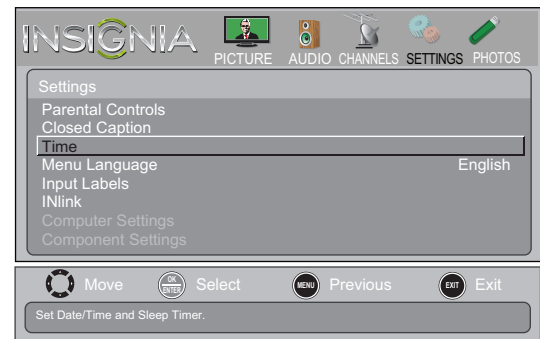 INSIGNIA
PICTURE AUDIO CHANNELS SETTINGS PHOTOS
Settings
Parental Controls
Closed Caption
Time
Menu Language English
Input Labels
INlink
Computer Settings
Component Settings
Move OK ENTER Select MENU Previous EXIT Exit
Set Date/Time and Sleep Timer.